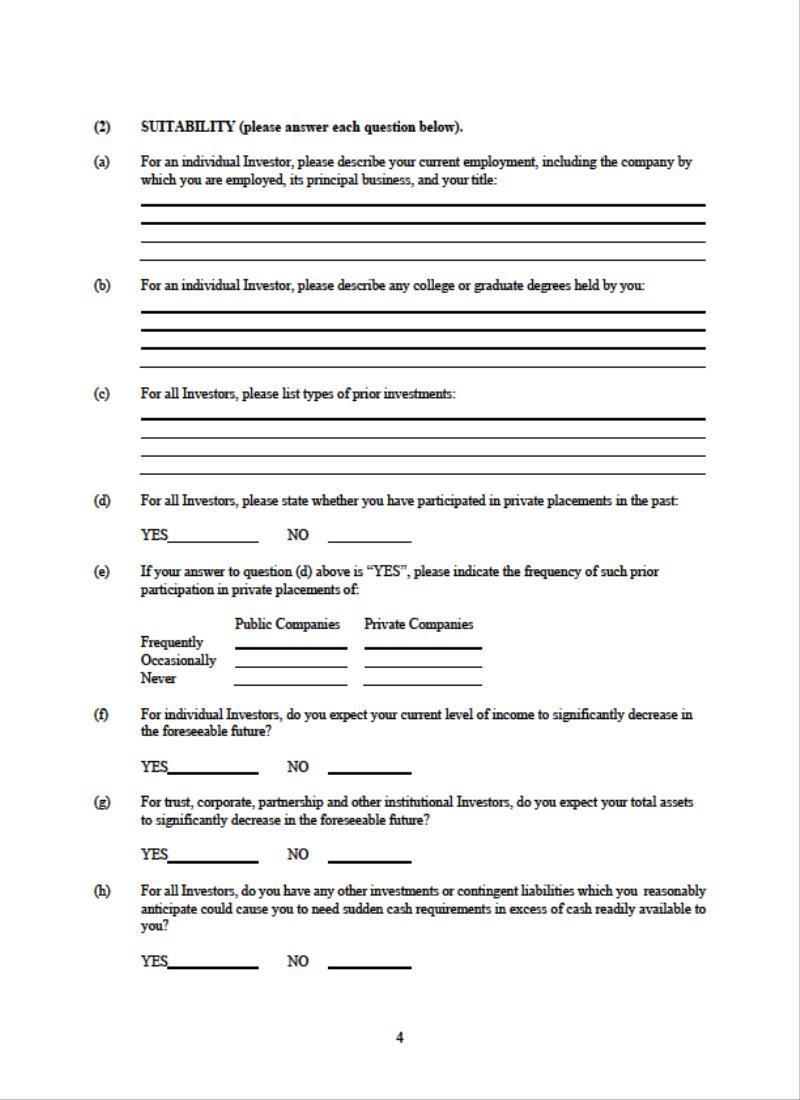 (2) SUITABILITY (please answer each question below).
(a) For an individual Investor, please describe your current employment, including the company by
which you are employed, its principal business, and your title:
(b) For an individual Investor, please describe any college or graduate degrees held by you:
(c) For all Investors, please list types of prior investments:
(d) For all Investors, please state whether you have participated in private placements in the past:
YES NO
(e) If your answer to question (d) above is “YES”, please indicate the frequency of such prior
participation in private placements of:
Public Companies Private Companies
Frequently
Occasionally
Never
(f) For individual Investors, do you expect your current level of income to significantly decrease in
the foreseeable future?
YES NO
(g) For trust, corporate, partnership and other institutional Investors, do you expect your total assets
to significantly decrease in the foreseeable future?
YES NO
(h) For all Investors, do you have any other investments or contingent liabilities which you reasonably
anticipate could cause you to need sudden cash requirements in excess of cash readily available to
you?
YES NO
4